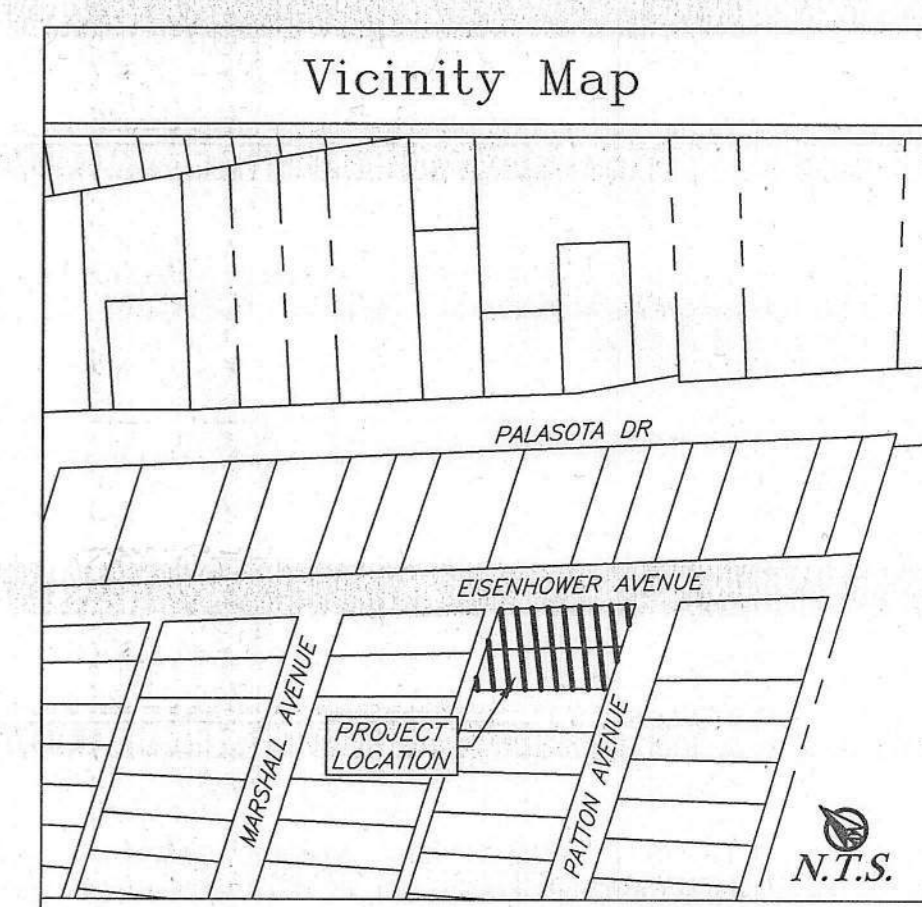 Vicinity Map
PALASOTA DR
EISENHOWER AVENUE
MARSHALL AVENUE
PROJECT
LOCATION
PATTON AVENUE
N.T.S.